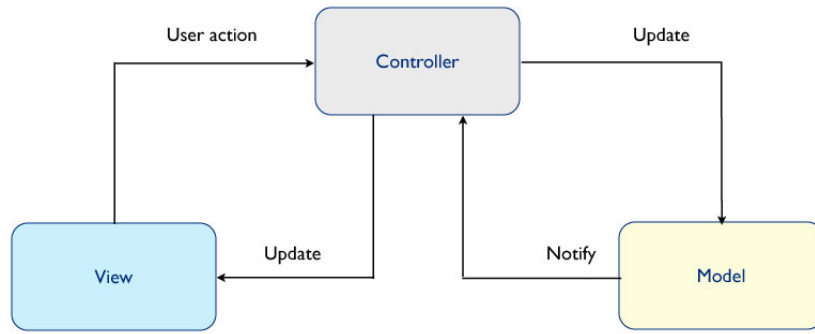 User action
Controller
Update
View
Update
Notify
Model